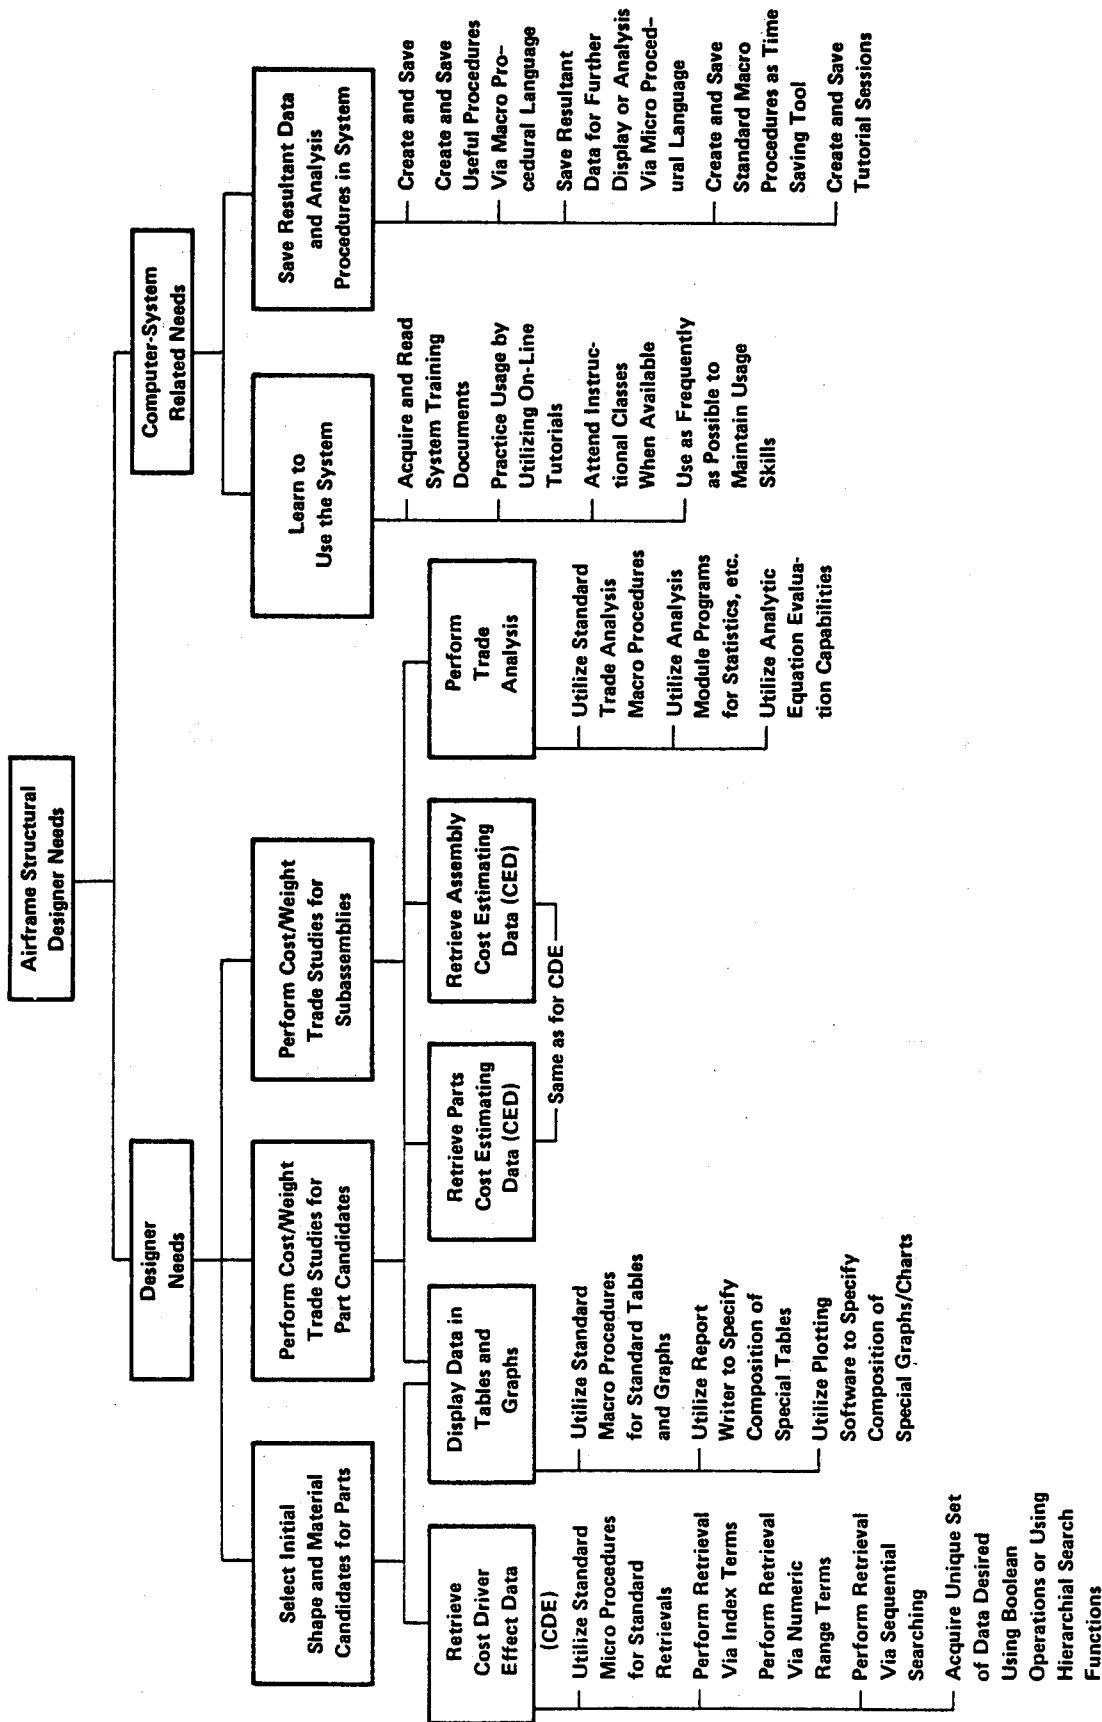 Airframe Structural
Designer Needs
Designer
Needs
Computer-System
Related Needs
Select Initial
Shape and Material
Candidates for Parts
Perform Cost/Weight
Trade Studies for
Part Candidates
Perform Cost/Weight
Trade Studies for
Subassemblies
Learn to
Use the System
Save Resultant Data
and Analysis
Procedures in System
Retrieve
Cost Driver
Effect Data
(CDE)
Display Data in
Tables and
Graphs
Retrieve Parts
Cost Estimating
Data (CED)
Retrieve Assembly
Cost Estimating
Data (CED)
Same as for CDE
Perform
Trade
Analysis
Utilize Standard
Micro Procedures
for Standard
Retrievals
Perform Retrieval
Via Index Terms
Perform Retrieval
Via Numeric
Range Terms
Perform Retrieval
Via Sequential
Searching
Acquire Unique Set
of Data Desired
Using Boolean
Operations or Using
Hierarchial Search
Functions
Utilize Standard
Macro Procedures
for Standard Tables
and Graphs
Utilize Report
Writer to Specify
Composition of
Special Tables
Utilize Plotting
Software to Specify
Composition of
Special Graphs/Charts
Utilize Standard
Trade Analysis
Macro Procedures
Utilize Analysis
Module Programs
for Statistics, etc.
Utilize Analytic
Equation Evalua-
tion Capabilities
Acquire and Read
System Training
Documents
Practice Usage by
Utilizing On-Line
Tutorials
Attend Instruc-
tional Classes
When Available
Use as Frequently
as Possible to
Maintain Usage
Skills
Create and Save
Create and Save
Useful Procedures
Via Macro Pro-
cedural Language
Save Resultant
Data for Further
Display or Analysis
Via Micro Proced-
ural Language
Create and Save
Standard Macro
Procedures as Time
Saving Tool
Create and Save
Tutorial Sessions